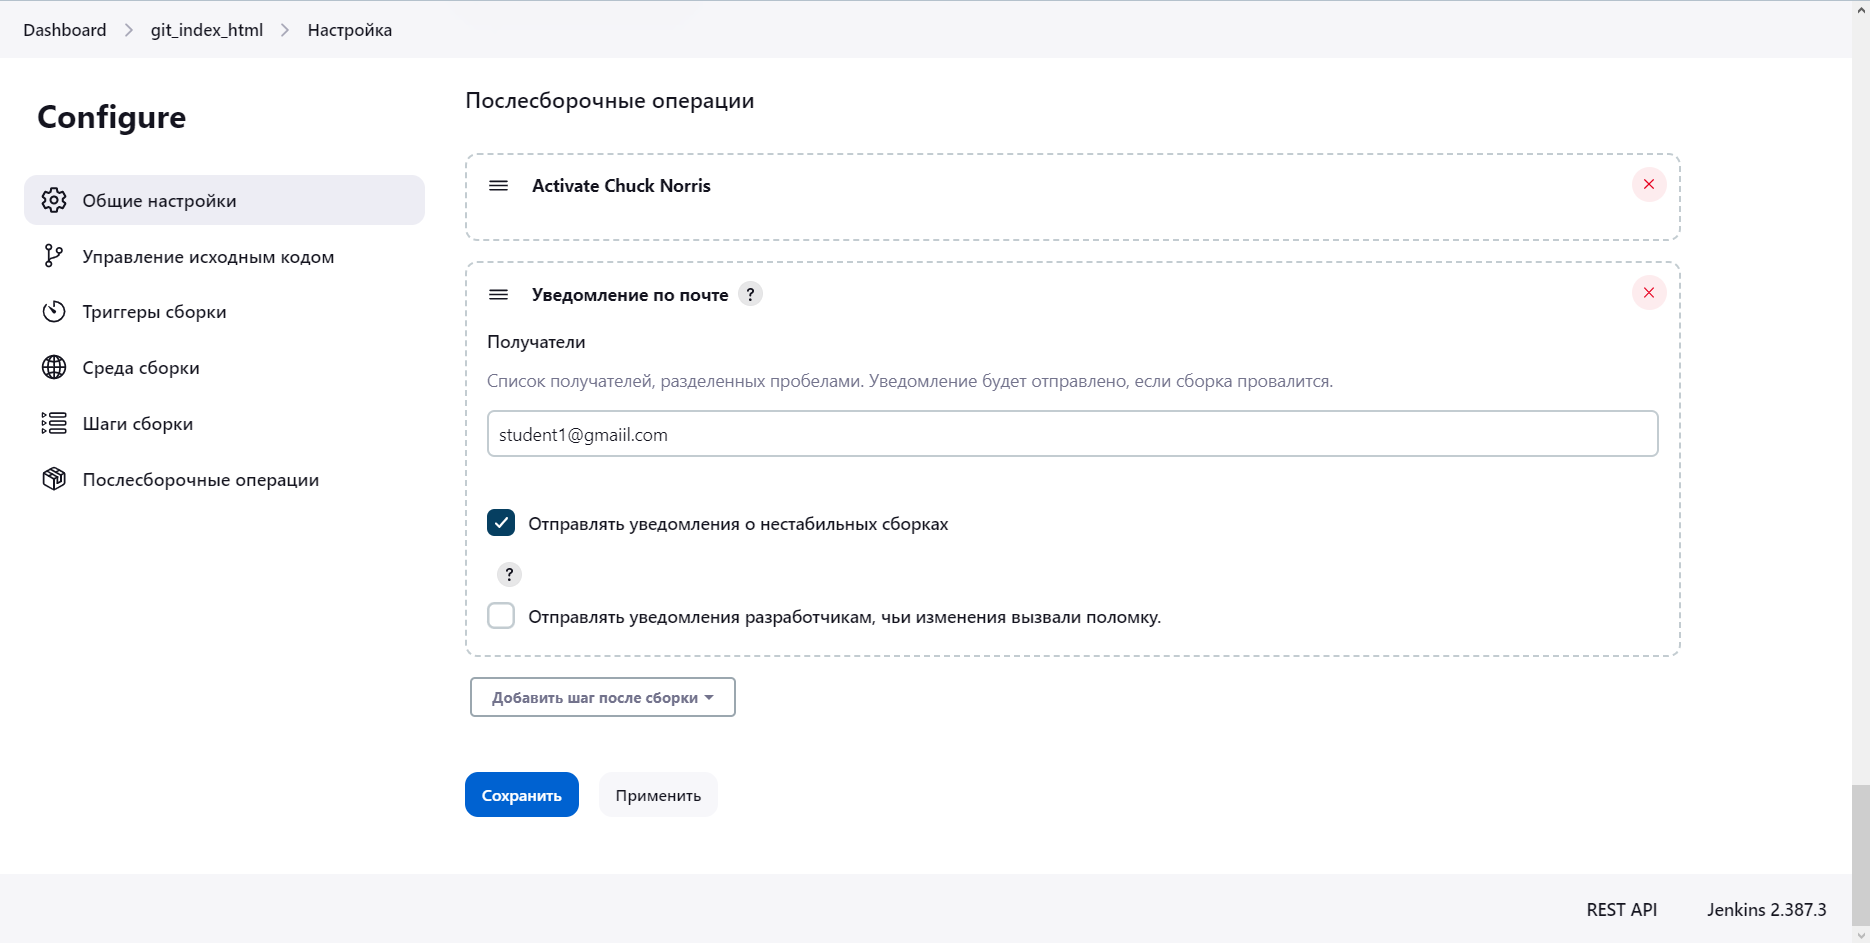 Dashboard
git_index_html
Настройка
Configure
Общие настройки
Управление исходным кодом
Триггеры сборки
Среда сборки
Шаги сборки
Послесборочные операции
Послесборочные операции
Activate Chuck Norris
Уведомление по почте ?
Получатели
Список получателей, разделенных пробелами. Уведомление будет отправлено, если сборка провалится.
student1@gmaiil.com
Отправлять уведомления о нестабильных сборках
?
Отправлять уведомления разработчикам, чьи изменения вызвали поломку.
Добавить шаг после сборки
Сохранить
Применить
REST API
Jenkins 2.387.3